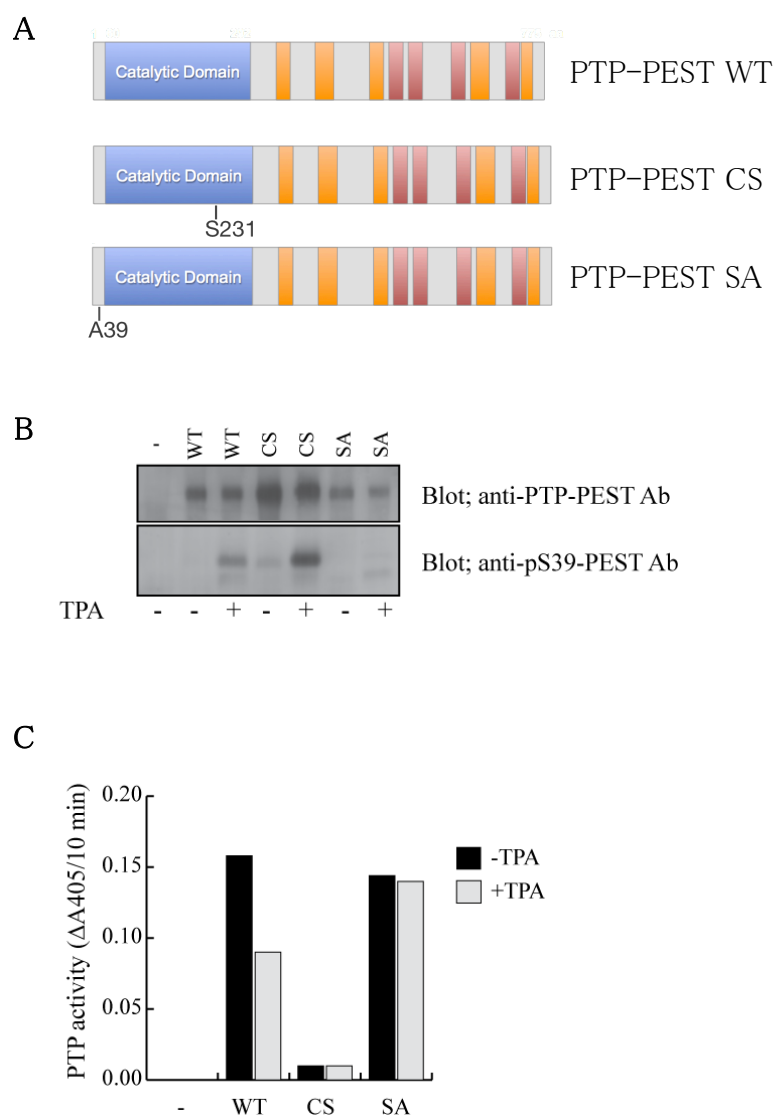 A
Catalytic Domain
PTP-PEST WT
Catalytic Domain
PTP-PEST CS
S231
Catalytic Domain
PTP-PEST SA
A39
B
- WT WT CS CS SA SA
Blot; anti-PTP-PEST Ab
Blot; anti-pS39-PEST Ab
TPA - - + - + - +
C
PTP activity (ΔA405/10 min)
0.20
0.15
0.10
0.05
0.00
-TPA
+TPA
- WT CS SA